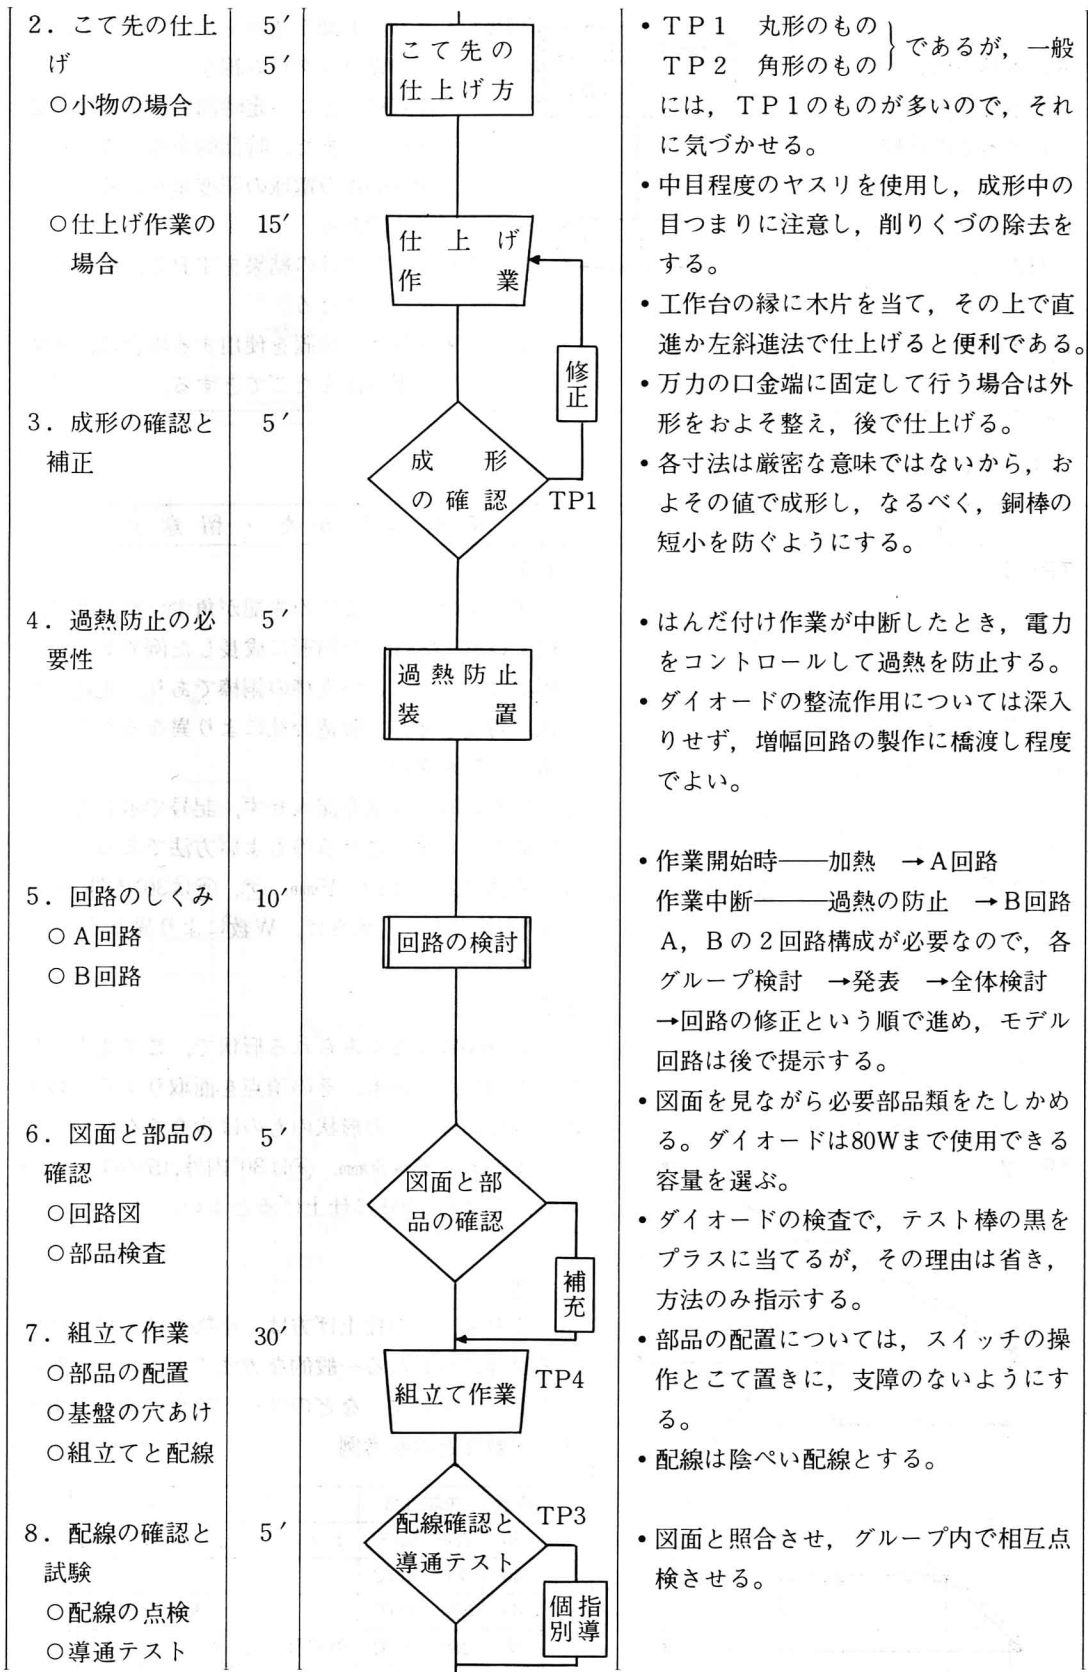 2．こて先の仕上
げ
○小物の場合
○仕上げ作業の
場合
3．成形の確認と
補正
4．過熱防止の必
要性
5．回路のしくみ
○A回路
○B回路
6．図面と部品の
確認
○回路図
○部品検査
7．組立て作業
○部品の配置
○基盤の穴あけ
○組立てと配線
8．配線の確認と
試験
○配線の点検
○導通テスト
5′
5′
15′
5′
5′
10′
5′
30′
5′
こて先の
仕上げ方
仕上げ
作業
修正
成形
の確認
TP1
過熱防止
装置
回路の検討
図面と部
品の確認
補充
組立て作業
TP4
配線確認と
導通テスト
TP3
個別
指導
•TP1　丸形のもの
TP2　角形のもの}であるが，一般
には，TP1のものが多いので，それ
に気づかせる。
•中目程度のヤスリを使用し，成形中の
目つまりに注意し，削りくづの除去を
する。
•工作台の縁に木片を当て，その上で直
進か左斜進法で仕上げると便利である。
•万力の口金端に固定して行う場合は外
形をおよそ整え，後で仕上げる。
•各寸法は厳密な意味ではないから，お
よその値で成形し，なるべく，銅棒の
短小を防ぐようにする。
•はんだ付け作業が中断したとき，電力
をコントロールして過熱を防止する。
•ダイオードの整流作用については深入
りせず，増幅回路の製作に橋渡し程度
でよい。
•作業開始時――加熱　→A回路
作業中断―――過熱の防止　→B回路
A，Bの2回路構成が必要なので，各
グループ検討　→発表　→全体検討
→回路の修正という順で進め，モデル
回路は後で提示する。
•図面を見ながら必要部品類をたしかめ
る。ダイオードは80Wまで使用できる
容量を選ぶ。
•ダイオードの検査で，テスト棒の黒を
プラスに当てるが，その理由は省き，
方法のみ指示する。
•部品の配置については，スイッチの操
作とこて置きに，支障のないようにす
る。
•配線は陰ぺい配線とする。
•図面と照合させ，グループ内で相互点
検させる。